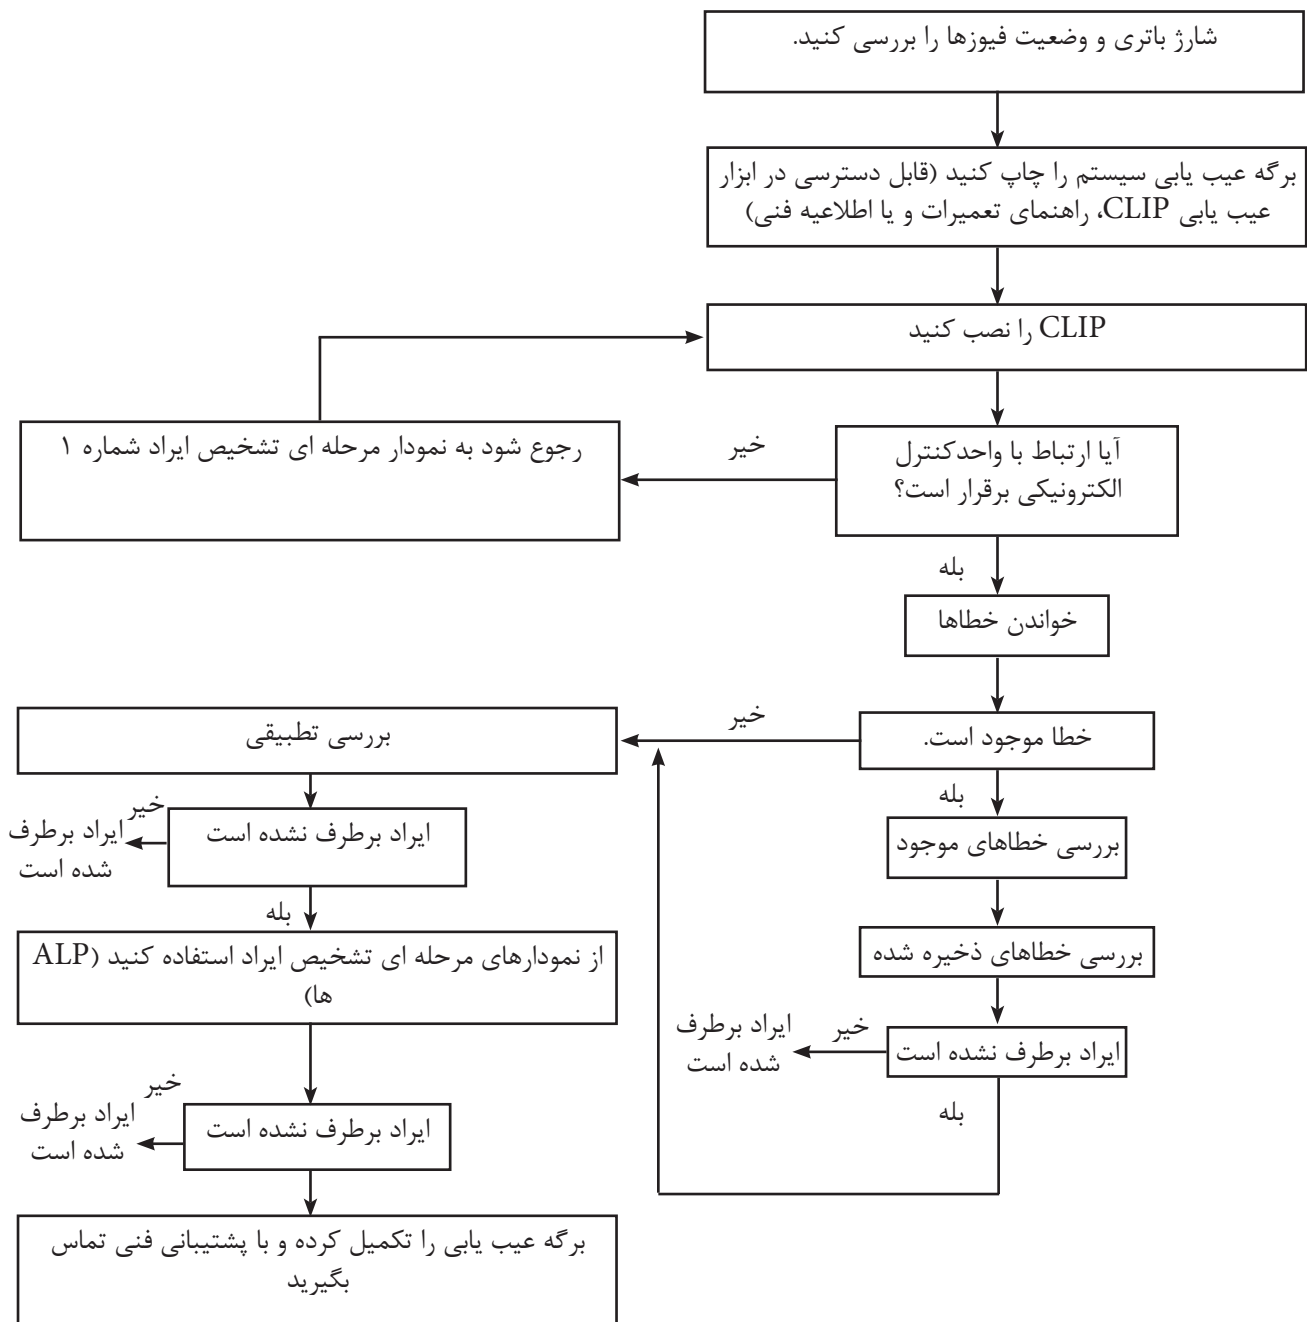 شارژ باتری و وضعیت فیوزها را بررسی کنید.
برگه عیب یابی سیستم را چاپ کنید (قابل دسترسی در ابزار
عیب یابی CLIP، راهنمای تعمیرات و یا اطلاعیه فنی)
CLIP را نصب کنید
آیا ارتباط با واحدکنترل
الکترونیکی برقرار است؟
خیر
رجوع شود به نمودار مرحله ای تشخیص ایراد شماره ۱
بله
خواندن خطاها
خطا موجود است.
خیر
بررسی تطبیقی
بله
بررسی خطاهای موجود
بررسی خطاهای ذخیره شده
ایراد برطرف نشده است
خیر
ایراد برطرف
شده است
بله
ایراد برطرف نشده است
خیر
ایراد برطرف
شده است
بله
از نمودارهای مرحله ای تشخیص ایراد استفاده کنید (ALP
ها)
ایراد برطرف نشده است
خیر
ایراد برطرف
شده است
برگه عیب یابی را تکمیل کرده و با پشتیبانی فنی تماس
بگیرید